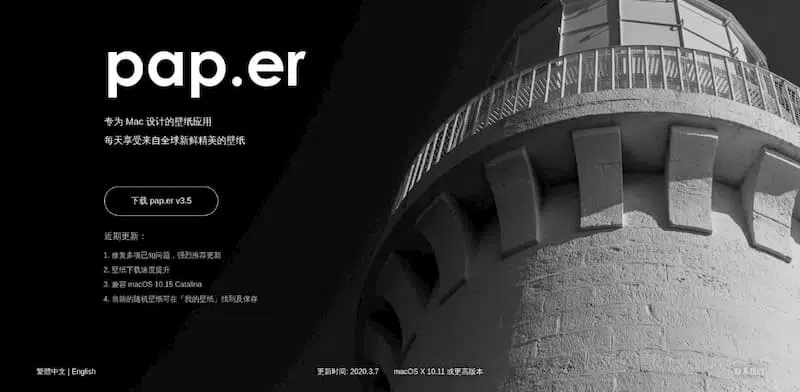 pap.er
专为 Mac 设计的壁纸应用
每天享受来自全球新鲜精美的壁纸
下载 pap.er v3.5
近期更新：
1. 修复多项已知问题，强烈推荐更新
2. 壁纸下载速度提升
3. 兼容 macOS 10.15 Catalina
4. 当前的随机壁纸可在「我的壁纸」找到及保存
繁體中文 | English
更新时间: 2020.3.7 macOS X 10.11 或更高版本
联系我们